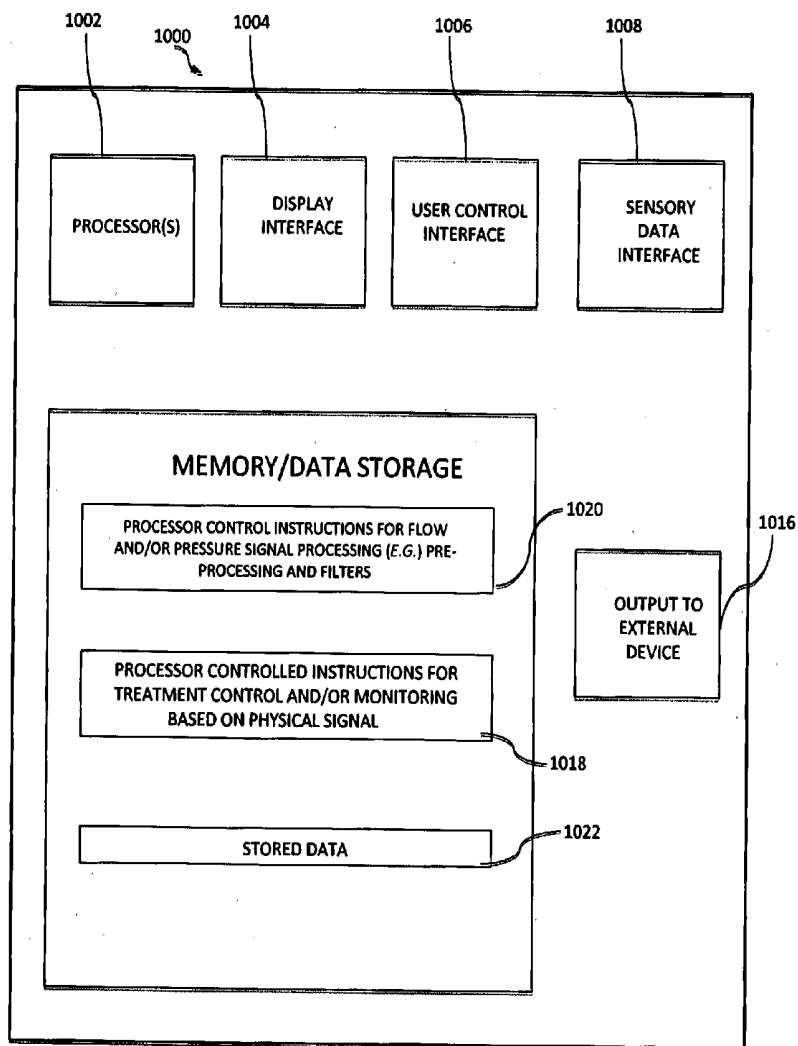 1002
1000
1004
1006
1008
PROCESSOR(S)
DISPLAY
INTERFACE
USER CONTROL
INTERFACE
SENSORY
DATA
INTERFACE
MEMORY/DATA STORAGE
PROCESSOR CONTROL INSTRUCTIONS FOR FLOW
AND/OR PRESSURE SIGNAL PROCESSING (E.G.) PRE-
PROCESSING AND FILTERS
1020
1016
OUTPUT TO
EXTERNAL
DEVICE
PROCESSOR CONTROLLED INSTRUCTIONS FOR
TREATMENT CONTROL AND/OR MONITORING
BASED ON PHYSICAL SIGNAL
1018
STORED DATA
1022